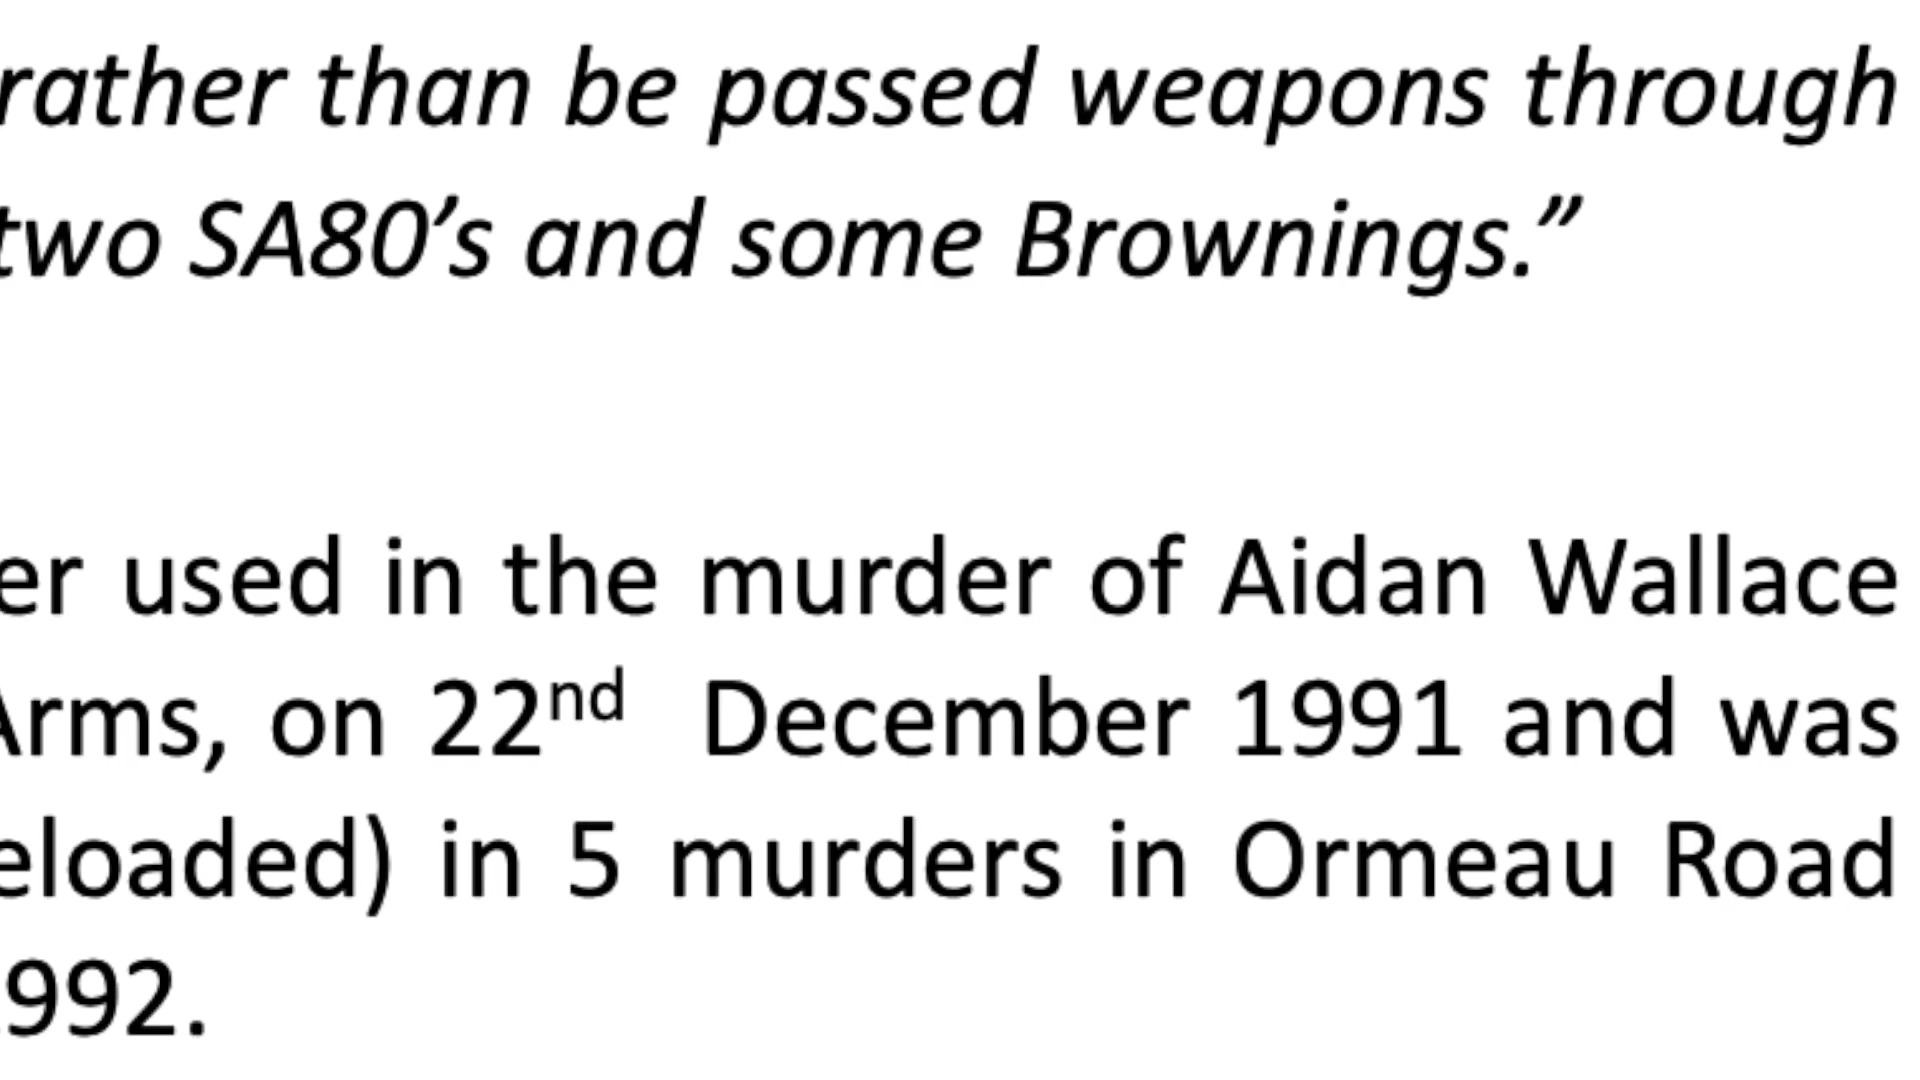 rather than be passed weapons through
two SA80’s and some Brownings.”
er used in the murder of Aidan Wallace
Arms, on 22nd December 1991 and was
eloaded) in 5 murders in Ormeau Road
1992.